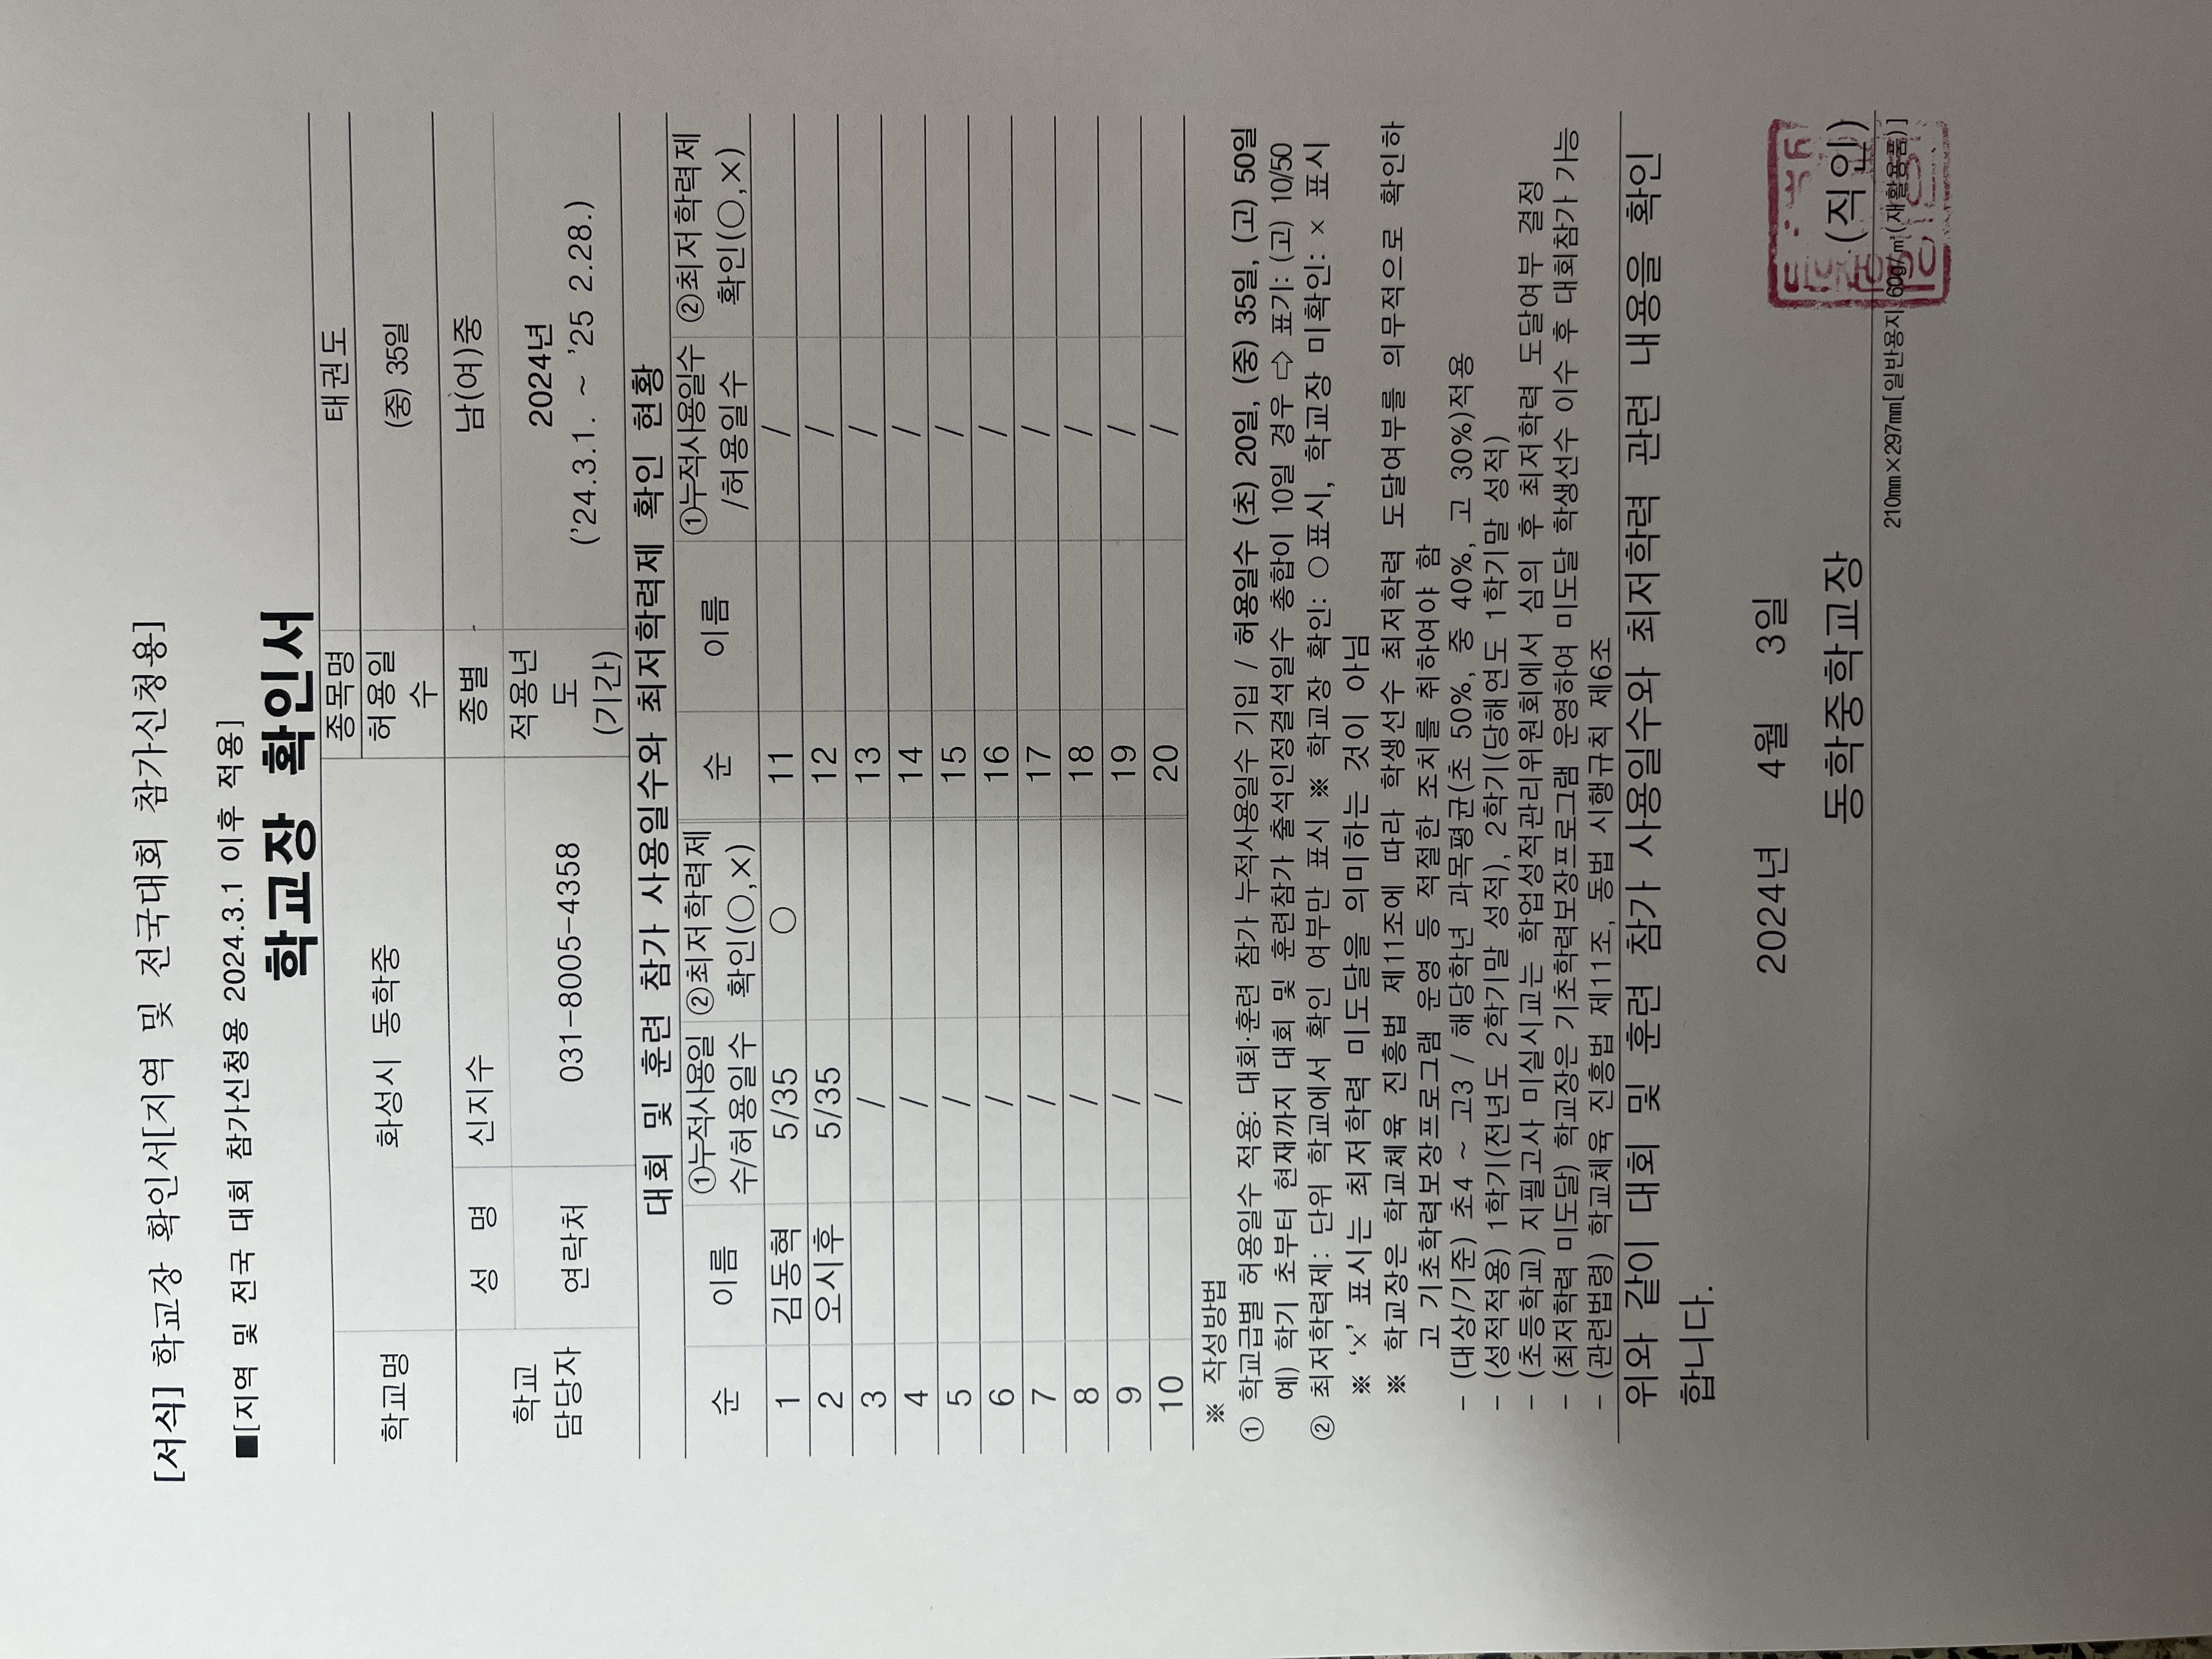 [서식] 학교장 확인서[지역 및 전국대회 참가신청용]
■[지역 및 전국 대회 참가신청용 2024.3.1 이후 적용]
학교장 확인서
학교명 화성시 동학중 종목명 태권도
허용일수 (중) 35일
학교 담당자 성 명 신지수 종별 남(여)중
연락처 031-8005-4358 적용년도 (기간) 2024년 ('24.3.1. ~ '25 2.28.)
대회 및 훈련 참가 사용일수와 최저학력제 확인 현황
순 이름 ①누적사용일수/허용일수 ②최저학력제 확인(○,×) 순 이름 ①누적사용일수/허용일수 ②최저학력제 확인(○,×)
1 김동혁 5/35 ○ 11 /
2 오시후 5/35 12 /
3 / 13 /
4 / 14 /
5 / 15 /
6 / 16 /
7 / 17 /
8 / 18 /
9 / 19 /
10 / 20 /
※ 작성방법
① 학교급별 허용일수 적용: 대회·훈련 참가 누적사용일수 기입 / 허용일수 (초) 20일, (중) 35일, (고) 50일
예) 학기 초부터 현재까지 대회 및 훈련참가 출석인정결석일수 총합이 10일 경우 ⇨ 표기: (고) 10/50
② 최저학력제: 단위 학교에서 확인 여부만 표시 ※ 학교장 확인: ○표시, 학교장 미확인: × 표시
※ ‘×’ 표시는 최저학력 미도달을 의미하는 것이 아님
※ 학교장은 학교체육 진흥법 제11조에 따라 학생선수 최저학력 도달여부를 의무적으로 확인하
고 기초학력보장프로그램 운영 등 적절한 조치를 취하여야 함
- (대상/기준) 초4 ~ 고3 / 해당학년 과목평균(초 50%, 중 40%, 고 30%)적용
- (성적적용) 1학기(전년도 2학기말 성적), 2학기(당해연도 1학기말 성적)
- (초등학교) 지필고사 미실시교는 학업성적관리위원회에서 심의 후 최저학력 도달여부 결정
- (최저학력 미도달) 학교장은 기초학력보장프로그램 운영하여 미도달 학생선수 이수 후 대회참가 가능
- (관련법령) 학교체육 진흥법 제11조, 동법 시행규칙 제6조
위와 같이 대회 및 훈련 참가 사용일수와 최저학력 관련 내용을 확인
합니다.
2024년 4월 3일
동학중학교장 (직인)
210mm×297mm[일반용지 60g/㎡(재활용품)]